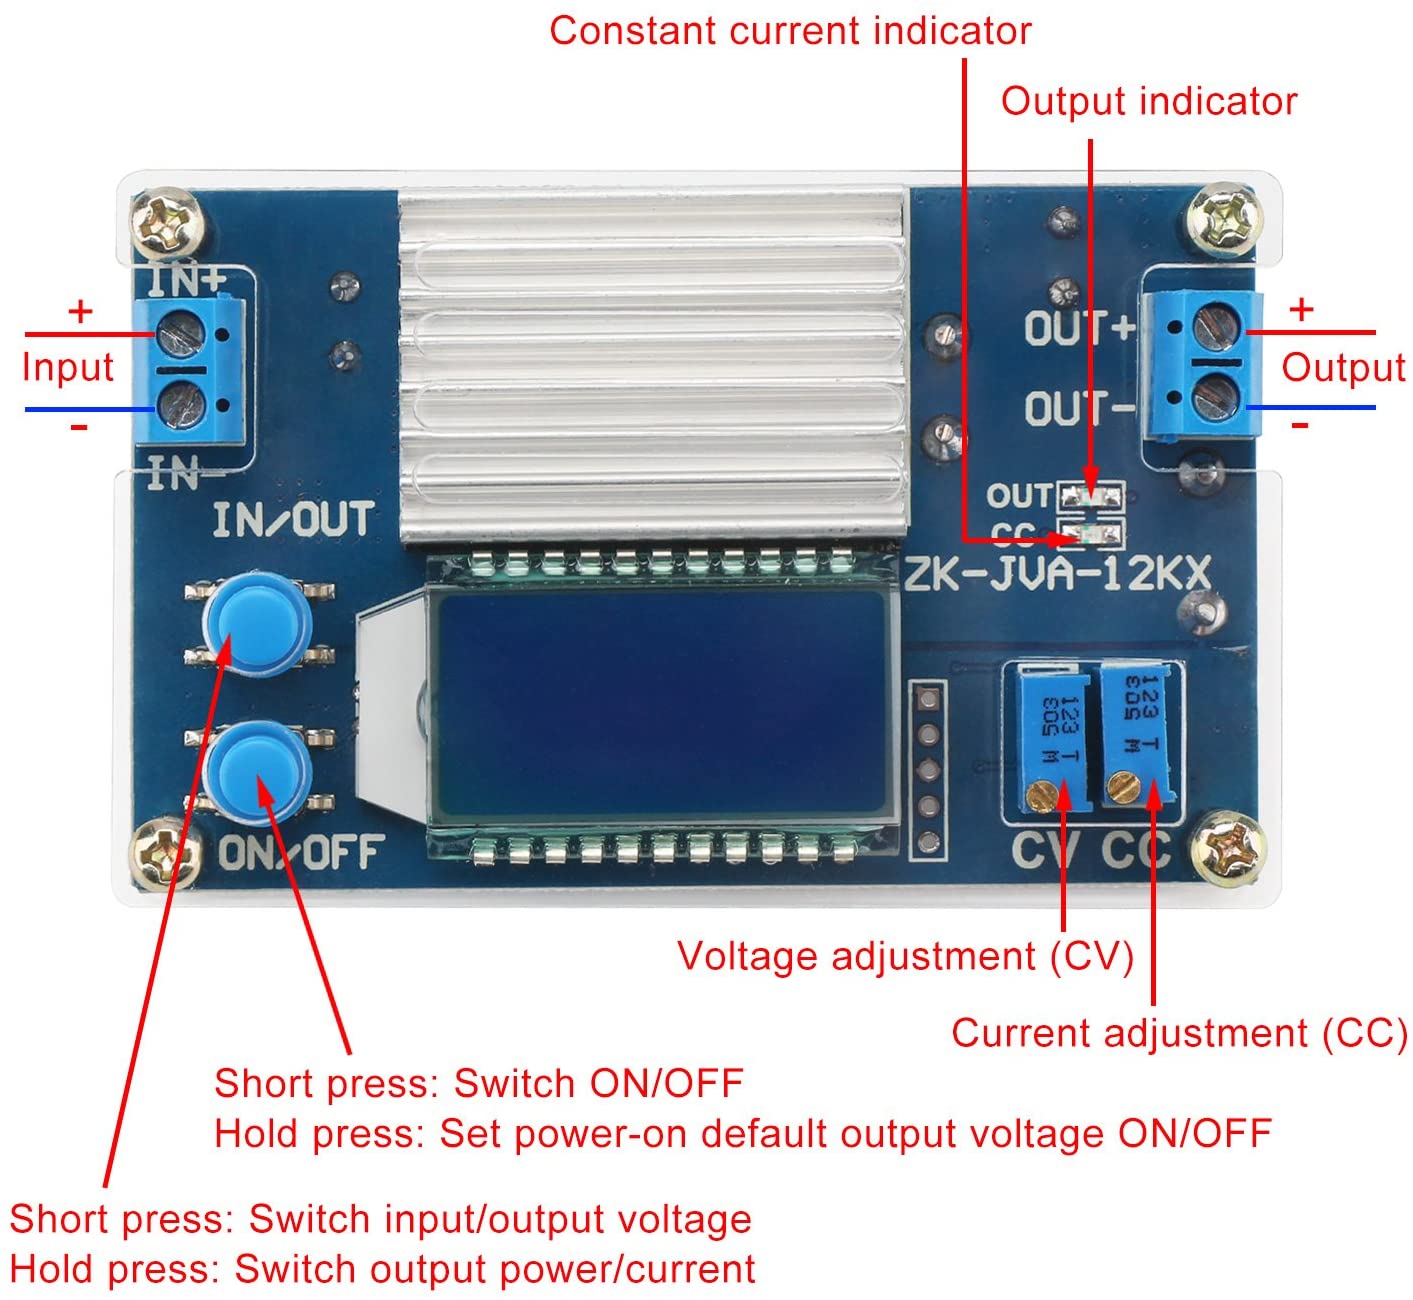 Constant current indicator
Output indicator
IN+
+
Input
-
IN-
OUT+
OUT-
+
Output
-
IN/OUT
OUT
CC
ZK-JVA-12KX
503
123 T
W
503
123 T
W
ON/OFF
CV CC
Voltage adjustment (CV)
Current adjustment (CC)
Short press: Switch ON/OFF
Hold press: Set power-on default output voltage ON/OFF
Short press: Switch input/output voltage
Hold press: Switch output power/current